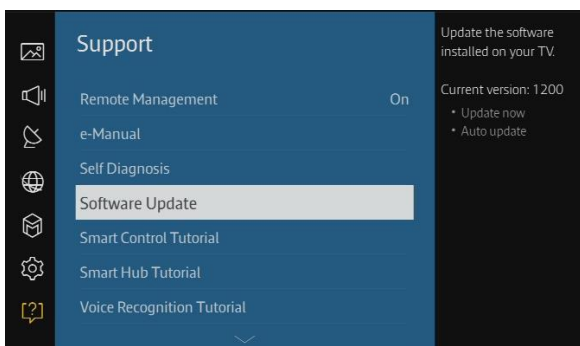 Support
Remote Management On
e-Manual
Self Diagnosis
Software Update
Smart Control Tutorial
Smart Hub Tutorial
Voice Recognition Tutorial
Update the software
installed on your TV.
Current version: 1200
• Update now
• Auto update
[?]